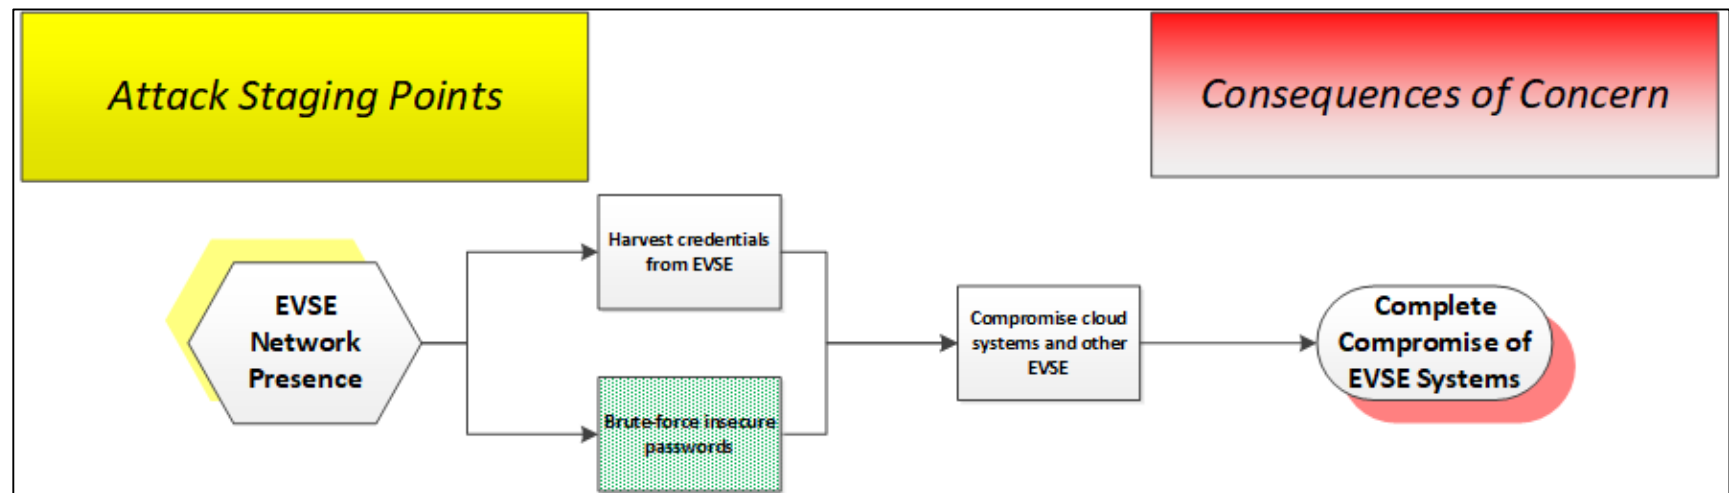 Attack Staging Points
Consequences of Concern
EVSE
Network
Presence
Harvest credentials
from EVSE
Brute-force insecure
passwords
Compromise cloud
systems and other
EVSE
Complete
Compromise of
EVSE Systems